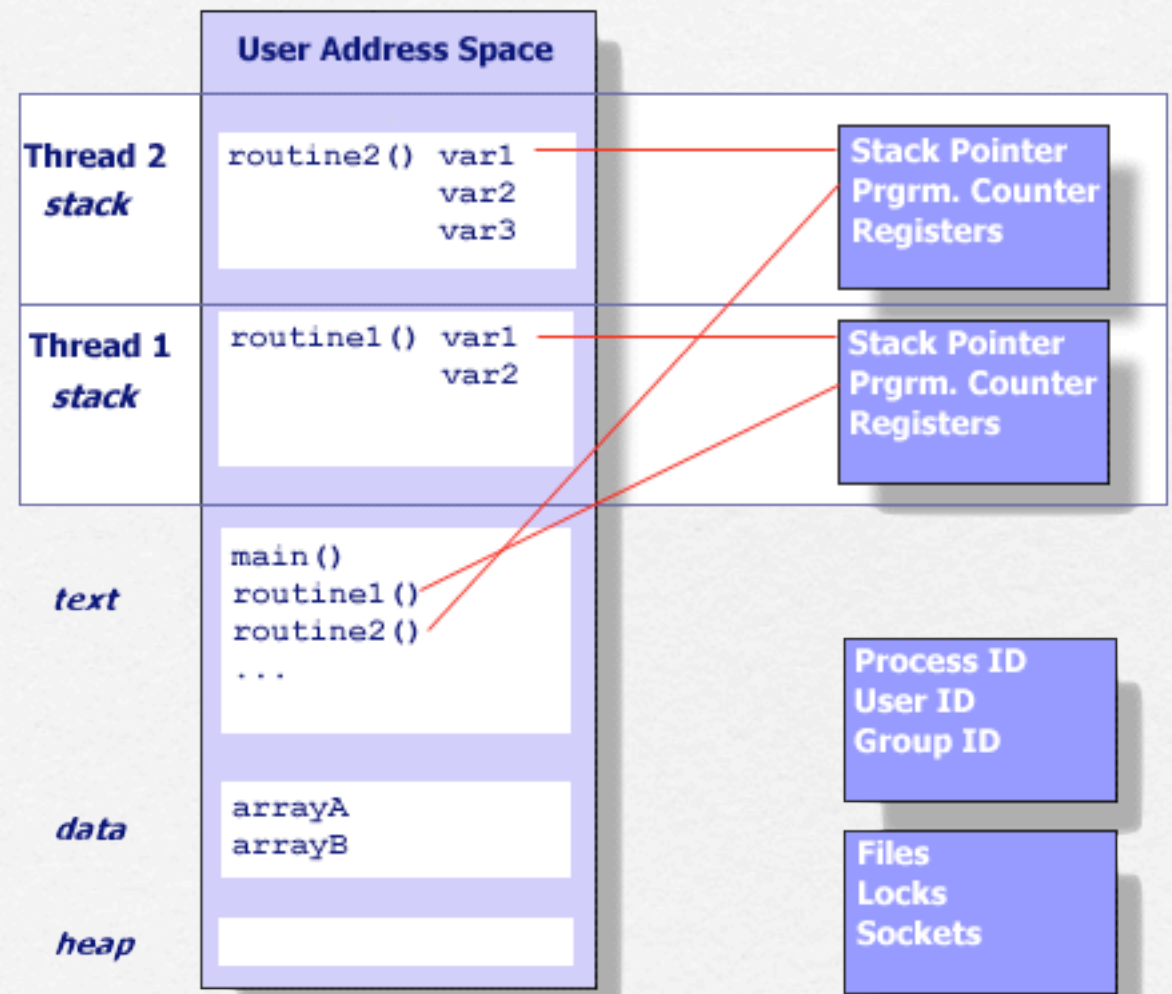 User Address Space
Thread 2
stack
routine2() var1
var2
var3
Stack Pointer
Prgrm. Counter
Registers
Thread 1
stack
routine1() var1
var2
Stack Pointer
Prgrm. Counter
Registers
text
main()
routine1()
routine2()
...
Process ID
User ID
Group ID
data
arrayA
arrayB
Files
Locks
Sockets
heap